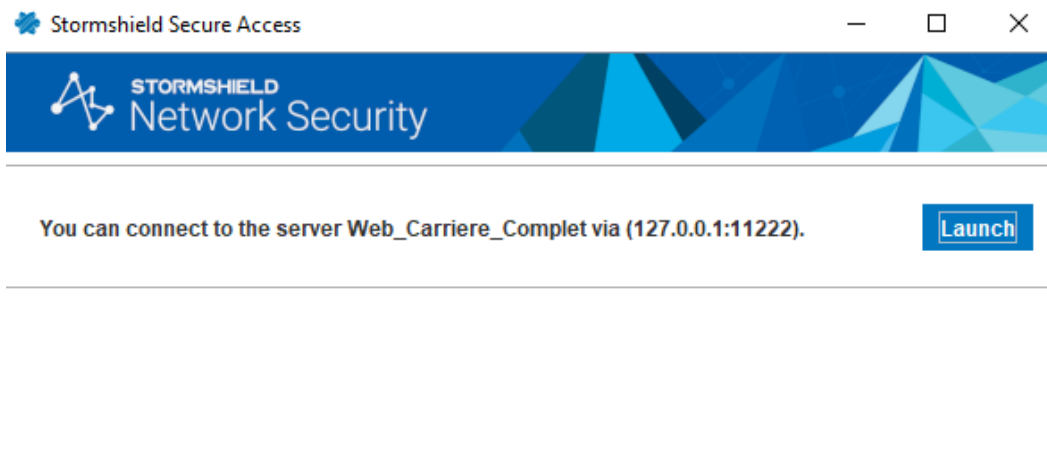 Stormshield Secure Access
STORMSHIELD
Network Security
You can connect to the server Web_Carriere_Complet via (127.0.0.1:11222).
Launch